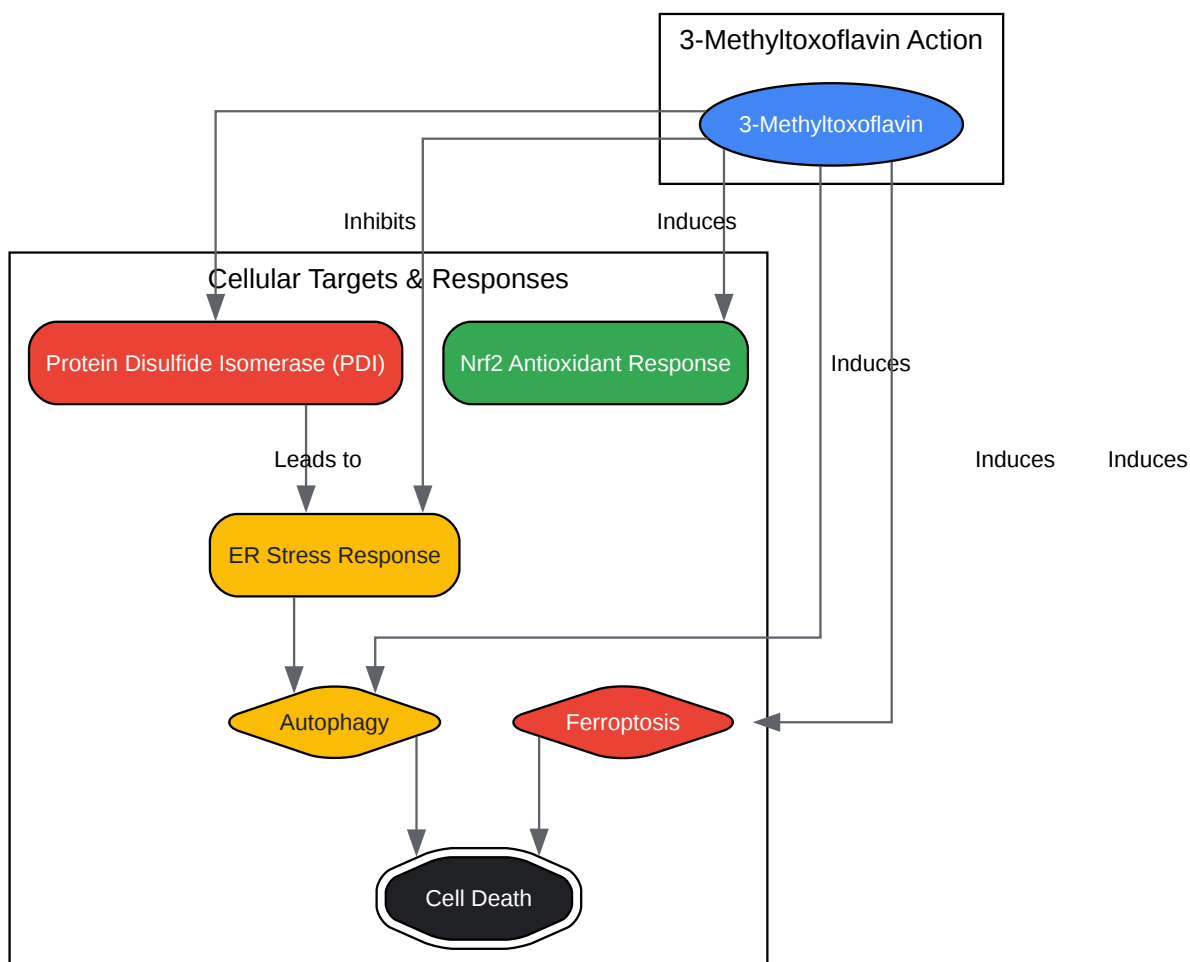 3-Methyltoxoflavin Action
3-Methyltoxoflavin
Inhibits
Induces
Cellular Targets & Responses
Protein Disulfide Isomerase (PDI)
Nrf2 Antioxidant Response
Induces
Leads to
Induces
Induces
ER Stress Response
Autophagy
Ferroptosis
Cell Death